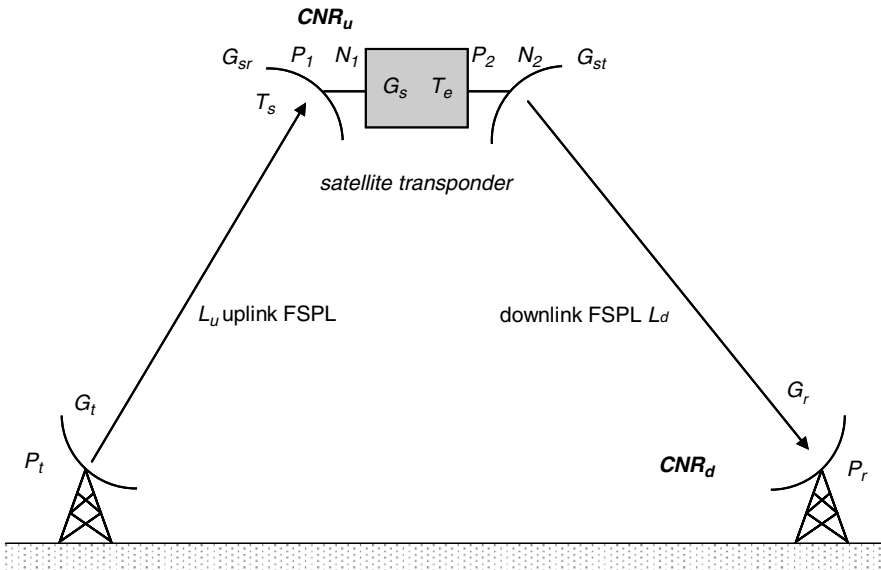 CNRu
Gsr P1 N1 P2 N2 Gst
Ts Gs Te
satellite transponder
Lu uplink FSPL downlink FSPL Ld
Gt Gr
Pt CNRd Pr